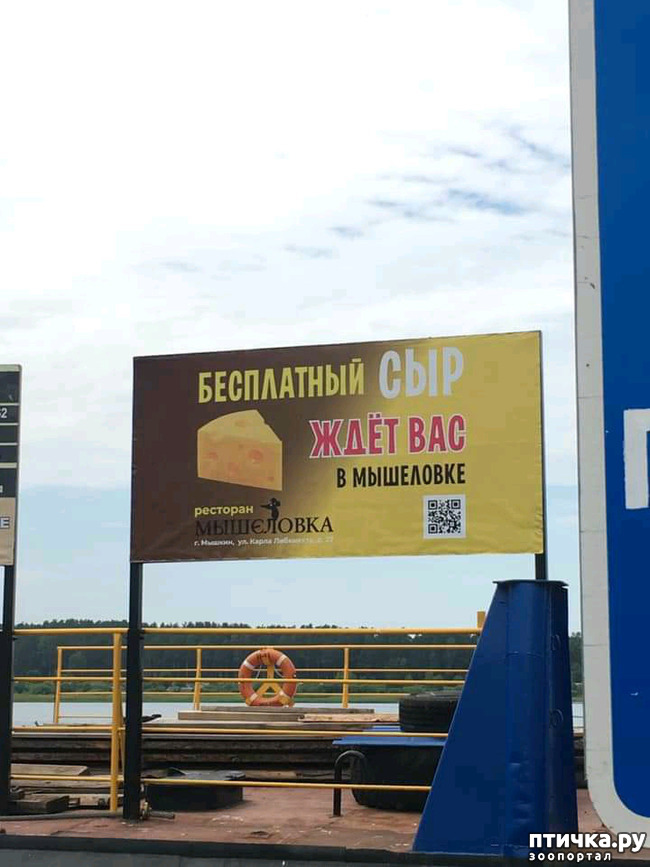 БЕСПЛАТНЫЙ СЫР
ЖДЁТ ВАС
В МЫШЕЛОВКЕ
ресторан
МЫШЕЛОВКА
г. Мышкин, ул. Карла Либкнехта, д.
птичка.ру
зоопортал